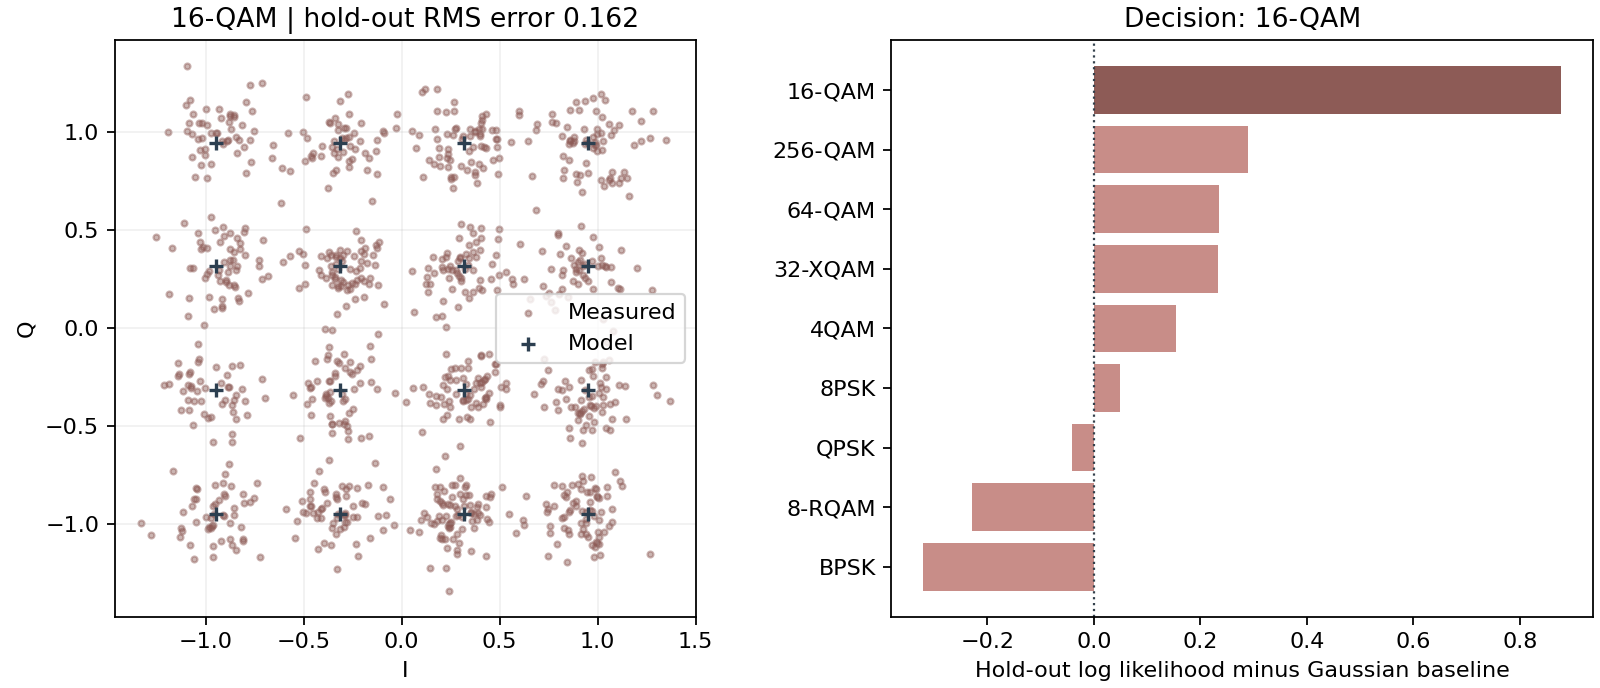 16-QAM | hold-out RMS error 0.162
1.0
0.5
0.0
−0.5
−1.0
Q
Measured
Model
−1.0
−0.5
0.0
0.5
1.0
1.5
I
Decision: 16-QAM
16-QAM
256-QAM
64-QAM
32-XQAM
4QAM
8PSK
QPSK
8-RQAM
BPSK
−0.2
0.0
0.2
0.4
0.6
0.8
Hold-out log likelihood minus Gaussian baseline